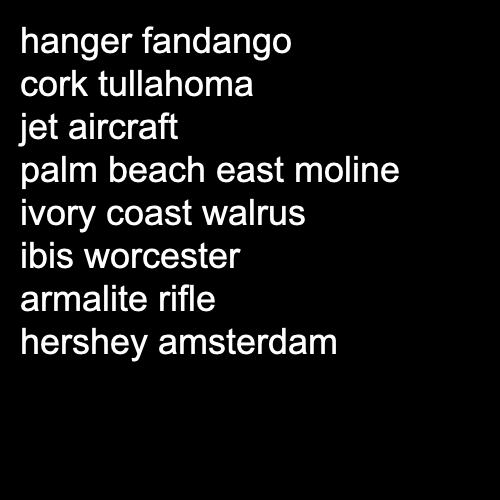 hanger fandango
cork tullahoma
jet aircraft
palm beach east moline
ivory coast walrus
ibis worcester
armalite rifle
hershey amsterdam